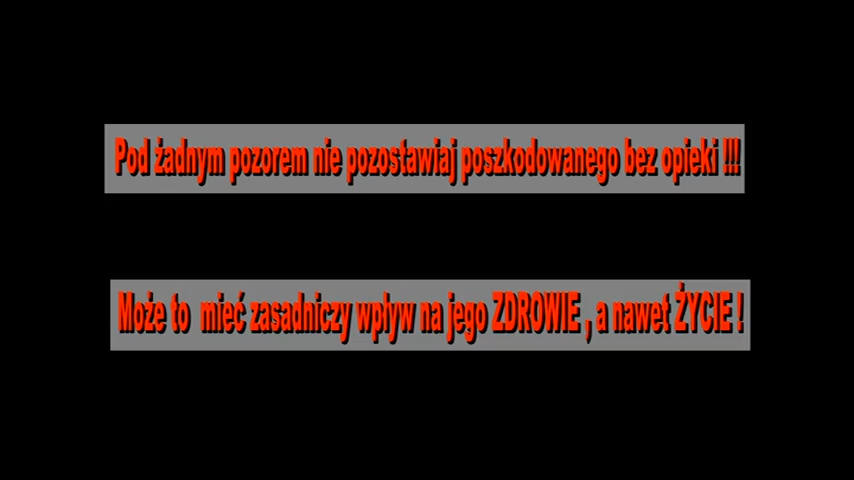 Pod żadnym pozorem nie pozostawiaj poszkodowanego bez opieki !!!
Może to  mieć zasadniczy wpływ na jego ZDROWIE , a nawet ŻYCIE !